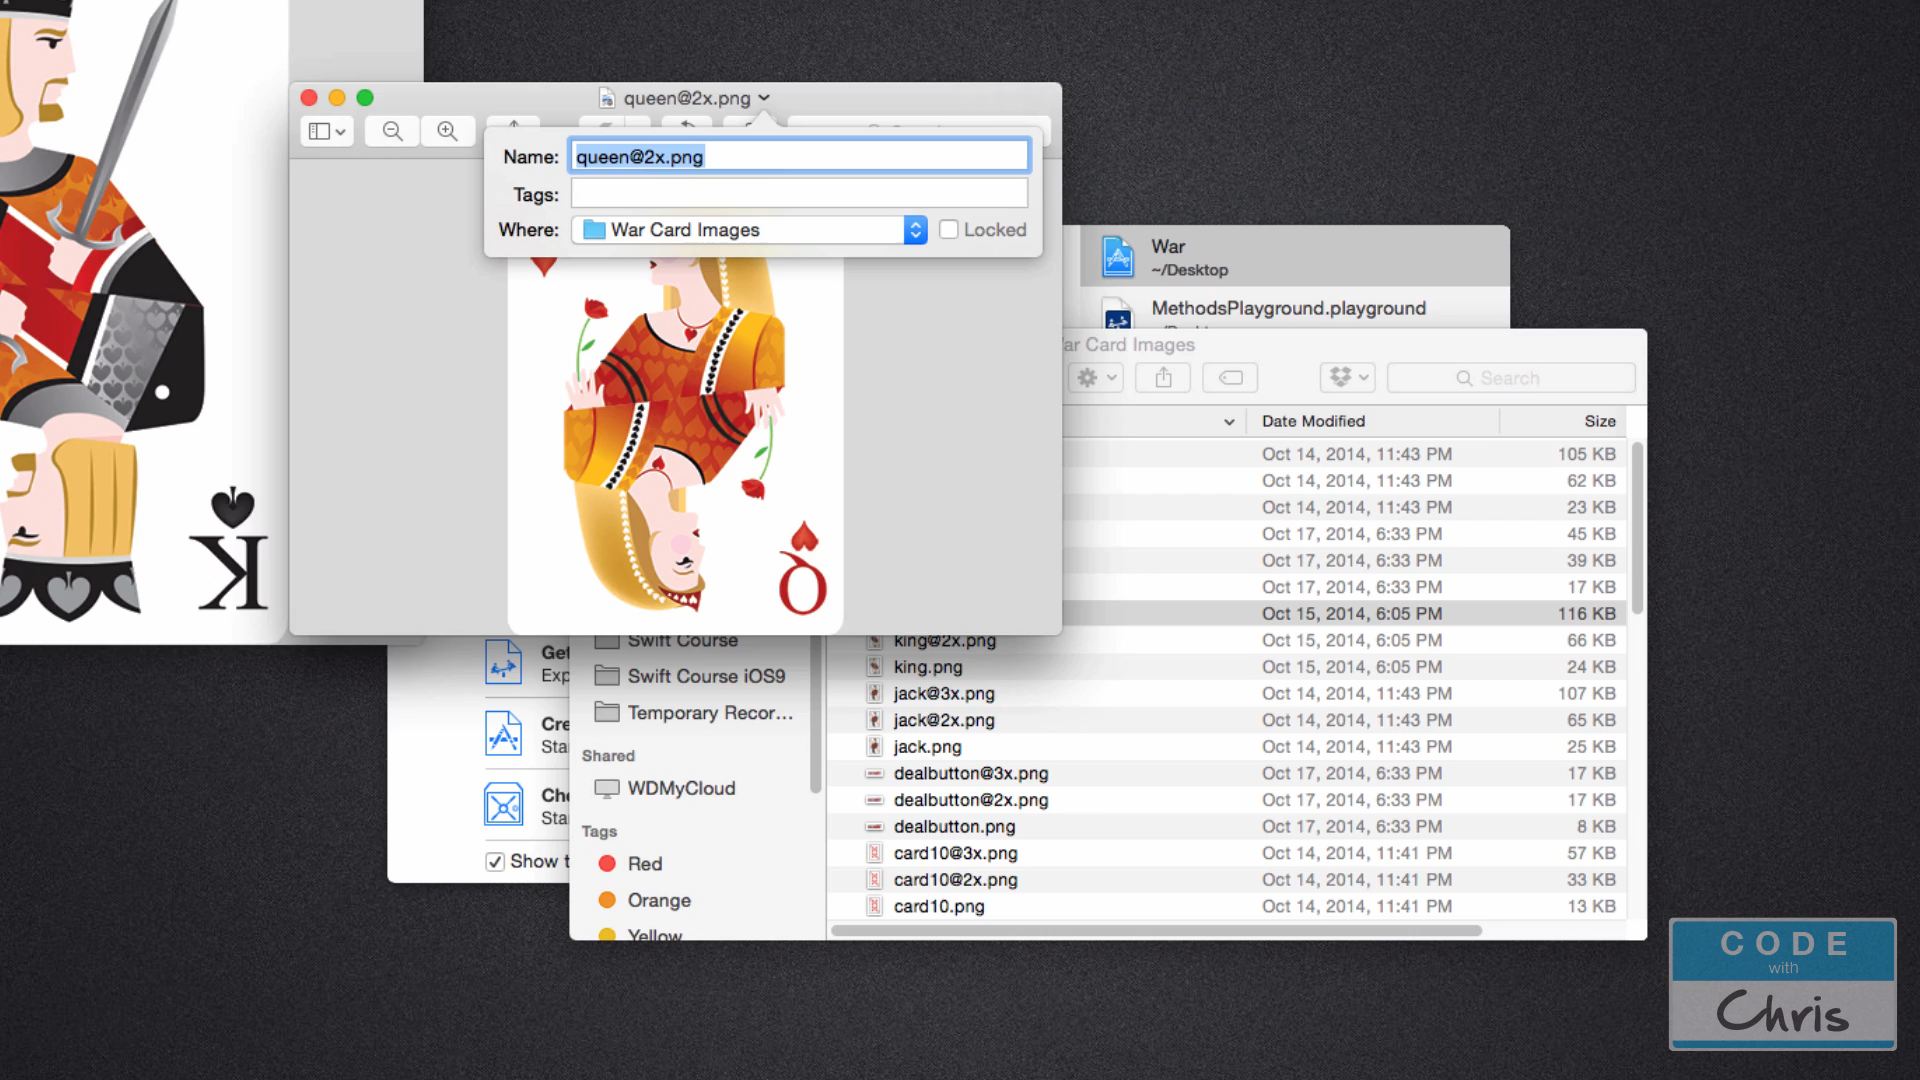 queen@2x.png
Name: queen@2x.png
Tags:
Where: War Card Images Locked
War
~/Desktop
MethodsPlayground.playground
ar Card Images
Search
Date Modified Size
Oct 14, 2014, 11:43 PM 105 KB
Oct 14, 2014, 11:43 PM 62 KB
Oct 14, 2014, 11:43 PM 23 KB
Oct 17, 2014, 6:33 PM 45 KB
Oct 17, 2014, 6:33 PM 39 KB
Oct 17, 2014, 6:33 PM 17 KB
Oct 15, 2014, 6:05 PM 116 KB
king@2x.png Oct 15, 2014, 6:05 PM 66 KB
king.png Oct 15, 2014, 6:05 PM 24 KB
jack@3x.png Oct 14, 2014, 11:43 PM 107 KB
jack@2x.png Oct 14, 2014, 11:43 PM 65 KB
jack.png Oct 14, 2014, 11:43 PM 25 KB
dealbutton@3x.png Oct 17, 2014, 6:33 PM 17 KB
dealbutton@2x.png Oct 17, 2014, 6:33 PM 17 KB
dealbutton.png Oct 17, 2014, 6:33 PM 8 KB
card10@3x.png Oct 14, 2014, 11:41 PM 57 KB
card10@2x.png Oct 14, 2014, 11:41 PM 33 KB
card10.png Oct 14, 2014, 11:41 PM 13 KB
Swift Course
Swift Course iOS9
Temporary Recor...
Shared
WDMyCloud
Tags
Red
Orange
Yellow
Get
Exp
Cre
Sta
Che
Sta
Show t
K
Q
CODE
with
Chris